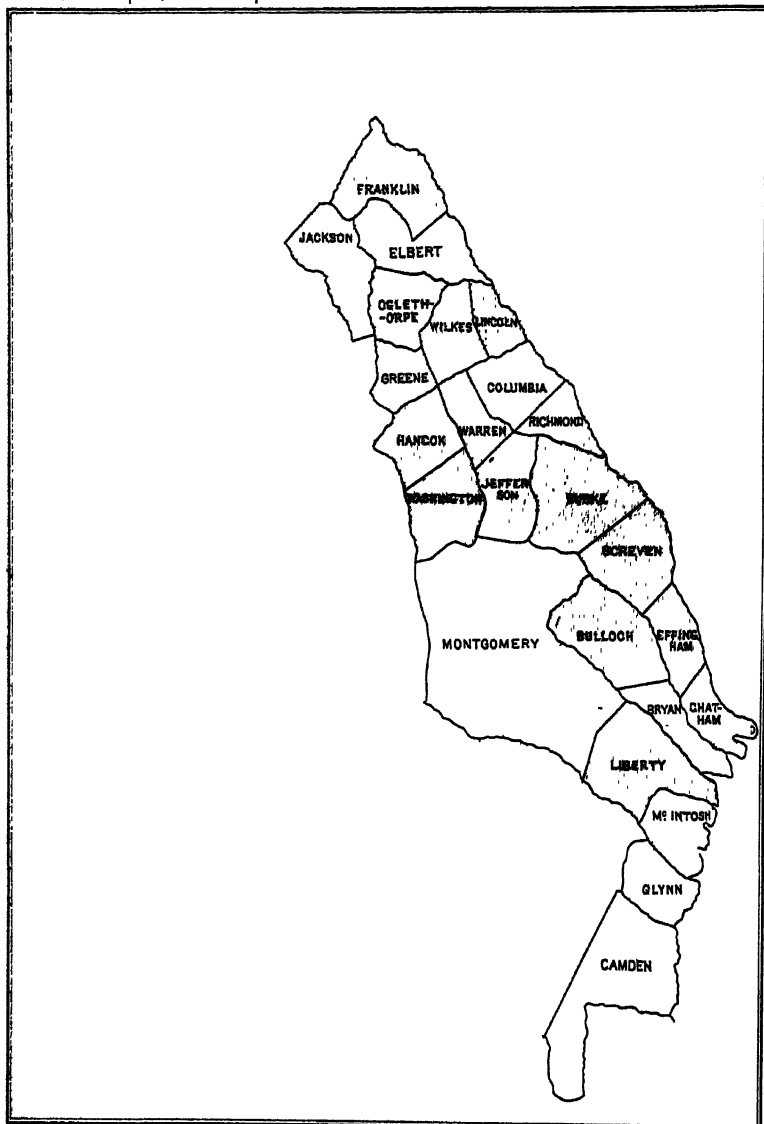 FRANKLIN
JACKSON
ELBERT
OGLETH-
-ORPE
WILKES
LINCOLN
GREENE
COLUMBIA
HANCOK
WARREN
RICHMOND
WASHINGTON
JEFFER
SON
BURKE
SCREVEN
MONTGOMERY
BULLOCH
EFFING
HAM
BRYAN
CHAT-
HAM
LIBERTY
Mc INTOSH
GLYNN
CAMDEN